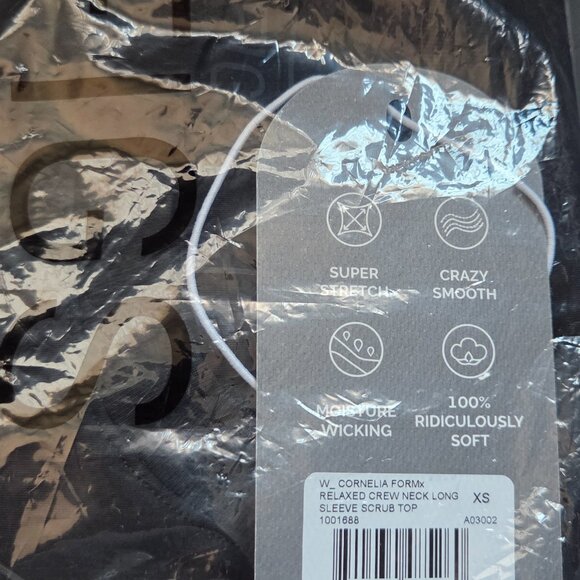 IGS
SUPER
STRETCH
CRAZY
SMOOTH
MOISTURE
WICKING
100%
RIDICULOUSLY
SOFT
W_ CORNELIA FORMx
RELAXED CREW NECK LONG XS
SLEEVE SCRUB TOP
1001688 A03002